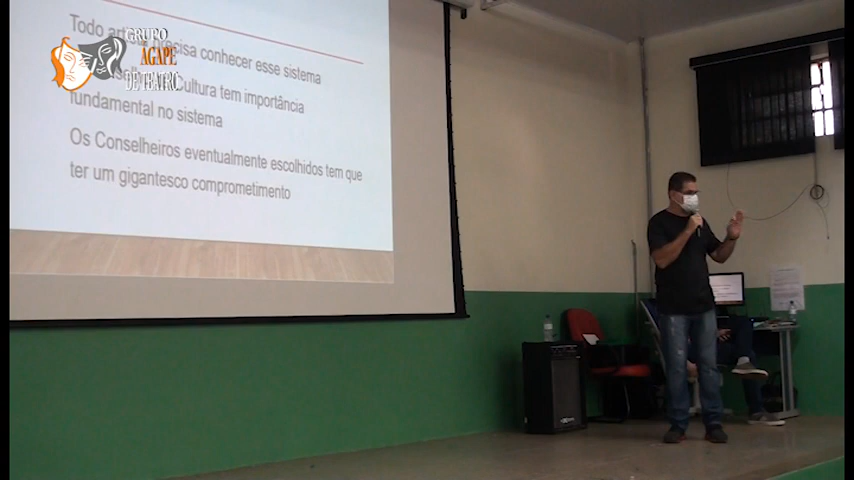 GRUPO
AGAPE
DE TEATRO
Todo artista precisa conhecer esse sistema
Cultura tem importância
fundamental no sistema
Os Conselheiros eventualmente escolhidos tem que
ter um gigantesco comprometimento